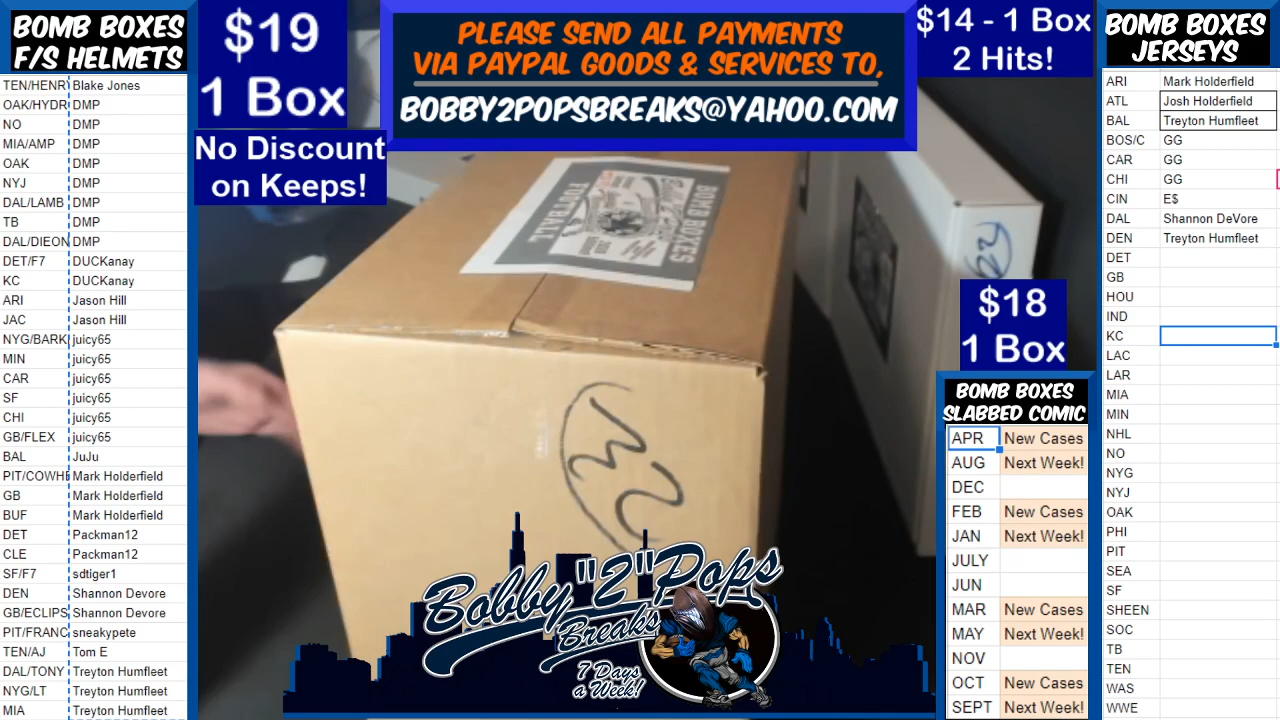 BOMB BOXES
F/S HELMETS
TEN/HENR Blake Jones
OAK/HYDR DMP
NO DMP
MIA/AMP DMP
OAK DMP
NYJ DMP
DAL/LAMB DMP
TB DMP
DAL/DIEON DMP
DET/F7 DUCKanay
KC DUCKanay
ARI Jason Hill
JAC Jason Hill
NYG/BARK juicy65
MIN juicy65
CAR juicy65
SF juicy65
CHI juicy65
GB/FLEX juicy65
BAL JuJu
PIT/COWH Mark Holderfield
GB Mark Holderfield
BUF Mark Holderfield
DET Packman12
CLE Packman12
SF/F7 sdtiger1
DEN Shannon Devore
GB/ECLIPS Shannon Devore
PIT/FRANC sneakypete
TEN/AJ Tom E
DAL/TONY Treyton Humfleet
NYG/LT Treyton Humfleet
MIA Treyton Humfleet
$19
1 Box
No Discount
on Keeps!
PLEASE SEND ALL PAYMENTS
VIA PAYPAL GOODS & SERVICES TO,
BOBBY2POPSBREAKS@YAHOO.COM
$14 - 1 Box
2 Hits!
BOMB BOXES
FOOTBALL
32
Bobby "2" Pops
Breaks
7 Days
a Week!
$18
1 Box
BOMB BOXES
SLABBED COMIC
APR New Cases
AUG Next Week!
DEC
FEB New Cases
JAN Next Week!
JULY
JUN
MAR New Cases
MAY Next Week!
NOV
OCT New Cases
SEPT Next Week!
BOMB BOXES
JERSEYS
ARI Mark Holderfield
ATL Josh Holderfield
BAL Treyton Humfleet
BOS/C GG
CAR GG
CHI GG
CIN E$
DAL Shannon DeVore
DEN Treyton Humfleet
DET
GB
HOU
IND
KC
LAC
LAR
MIA
MIN
NHL
NO
NYG
NYJ
OAK
PHI
PIT
SEA
SF
SHEEN
SOC
TB
TEN
WAS
WWE